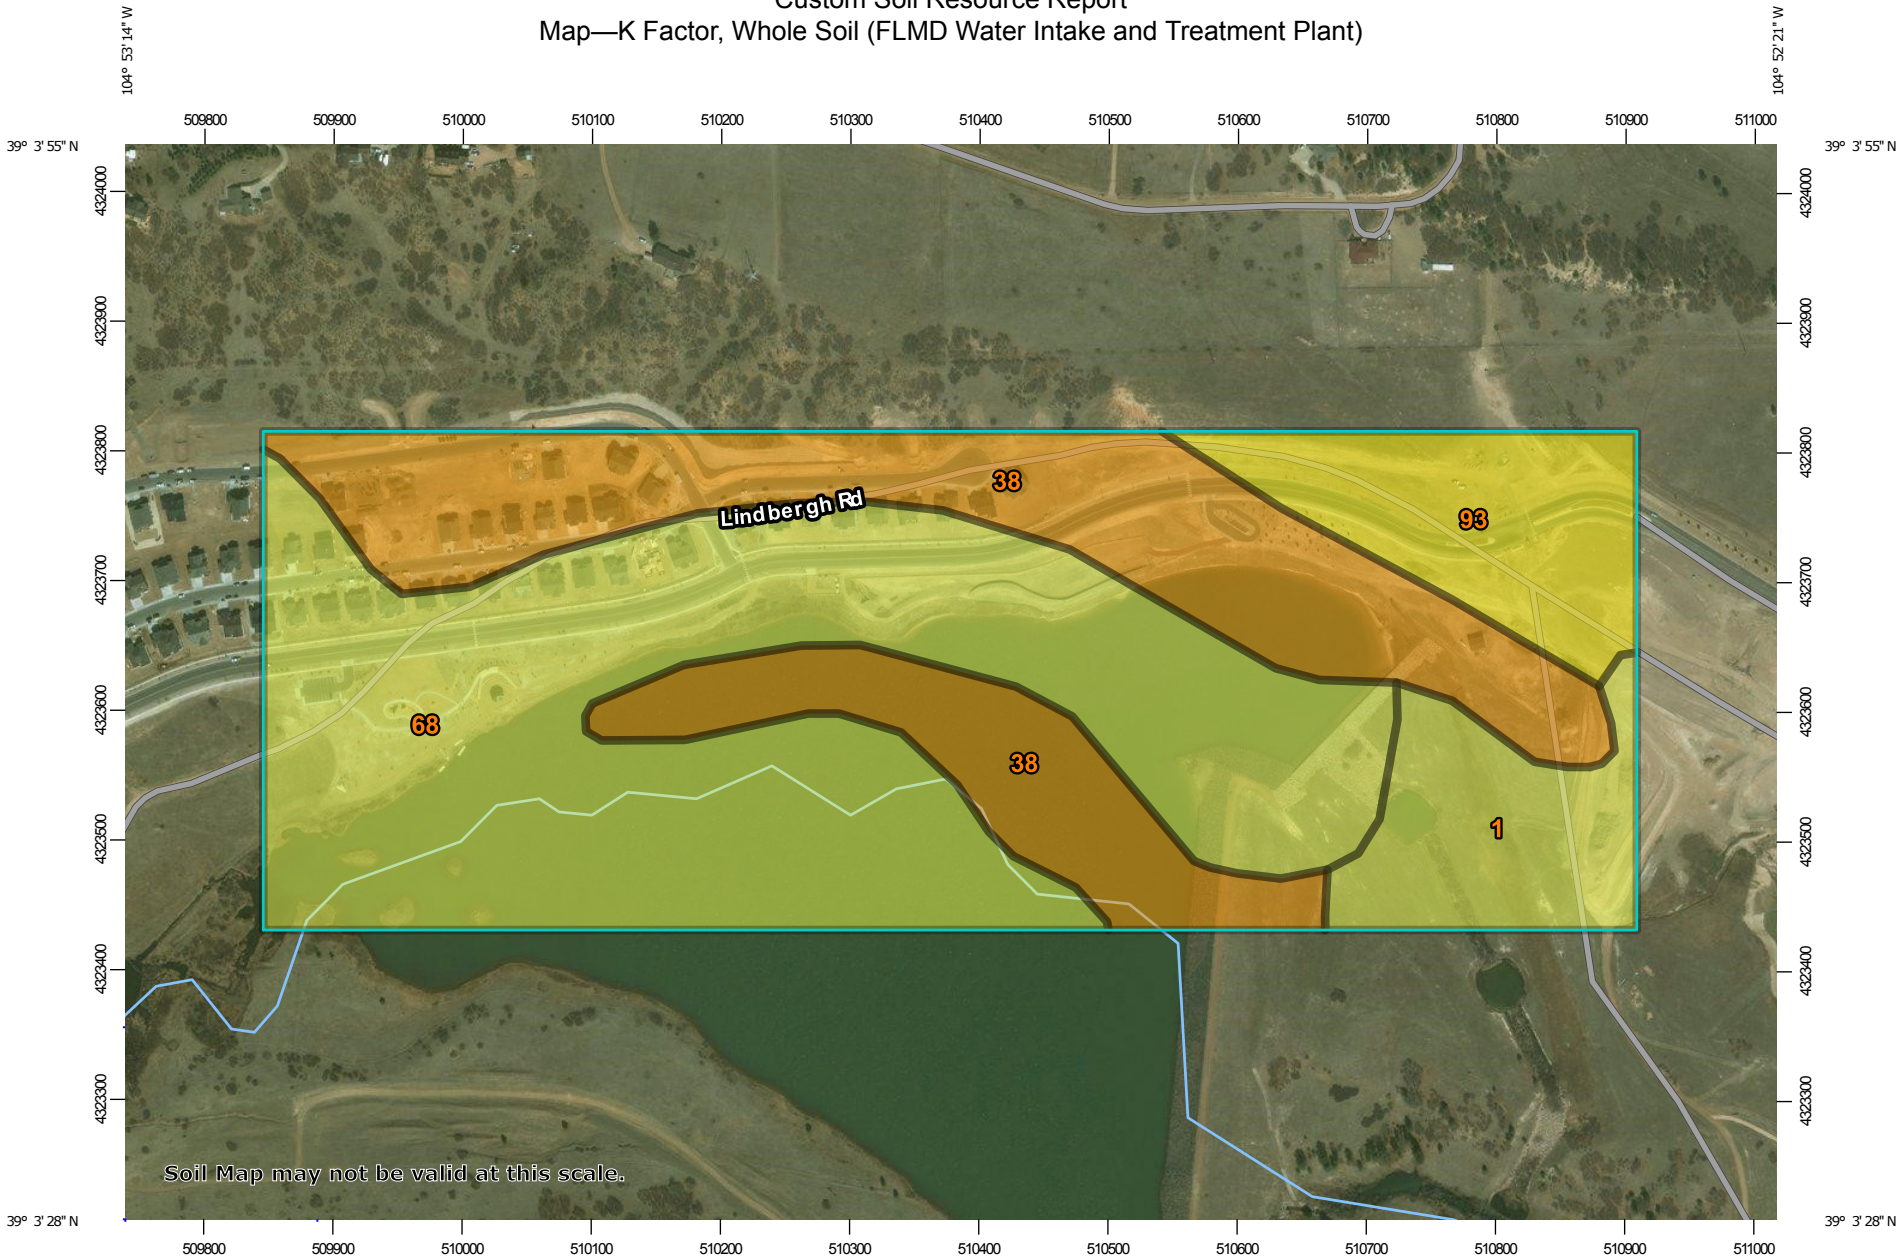 Custom Soil Resource Report
Map—K Factor, Whole Soil (FLMD Water Intake and Treatment Plant)
104° 53' 14'' W
104° 52' 21'' W
509800 509900 510000 510100 510200 510300 510400 510500 510600 510700 510800 510900 511000
39° 3' 55'' N
39° 3' 55'' N
4324000
4324000
4323900
4323900
4323800
4323800
38
Lindbergh Rd
93
4323700
4323700
4323600
4323600
68
38
1
4323500
4323500
4323400
4323400
4323300
4323300
Soil Map may not be valid at this scale.
39° 3' 28'' N
39° 3' 28'' N
509800 509900 510000 510100 510200 510300 510400 510500 510600 510700 510800 510900 511000